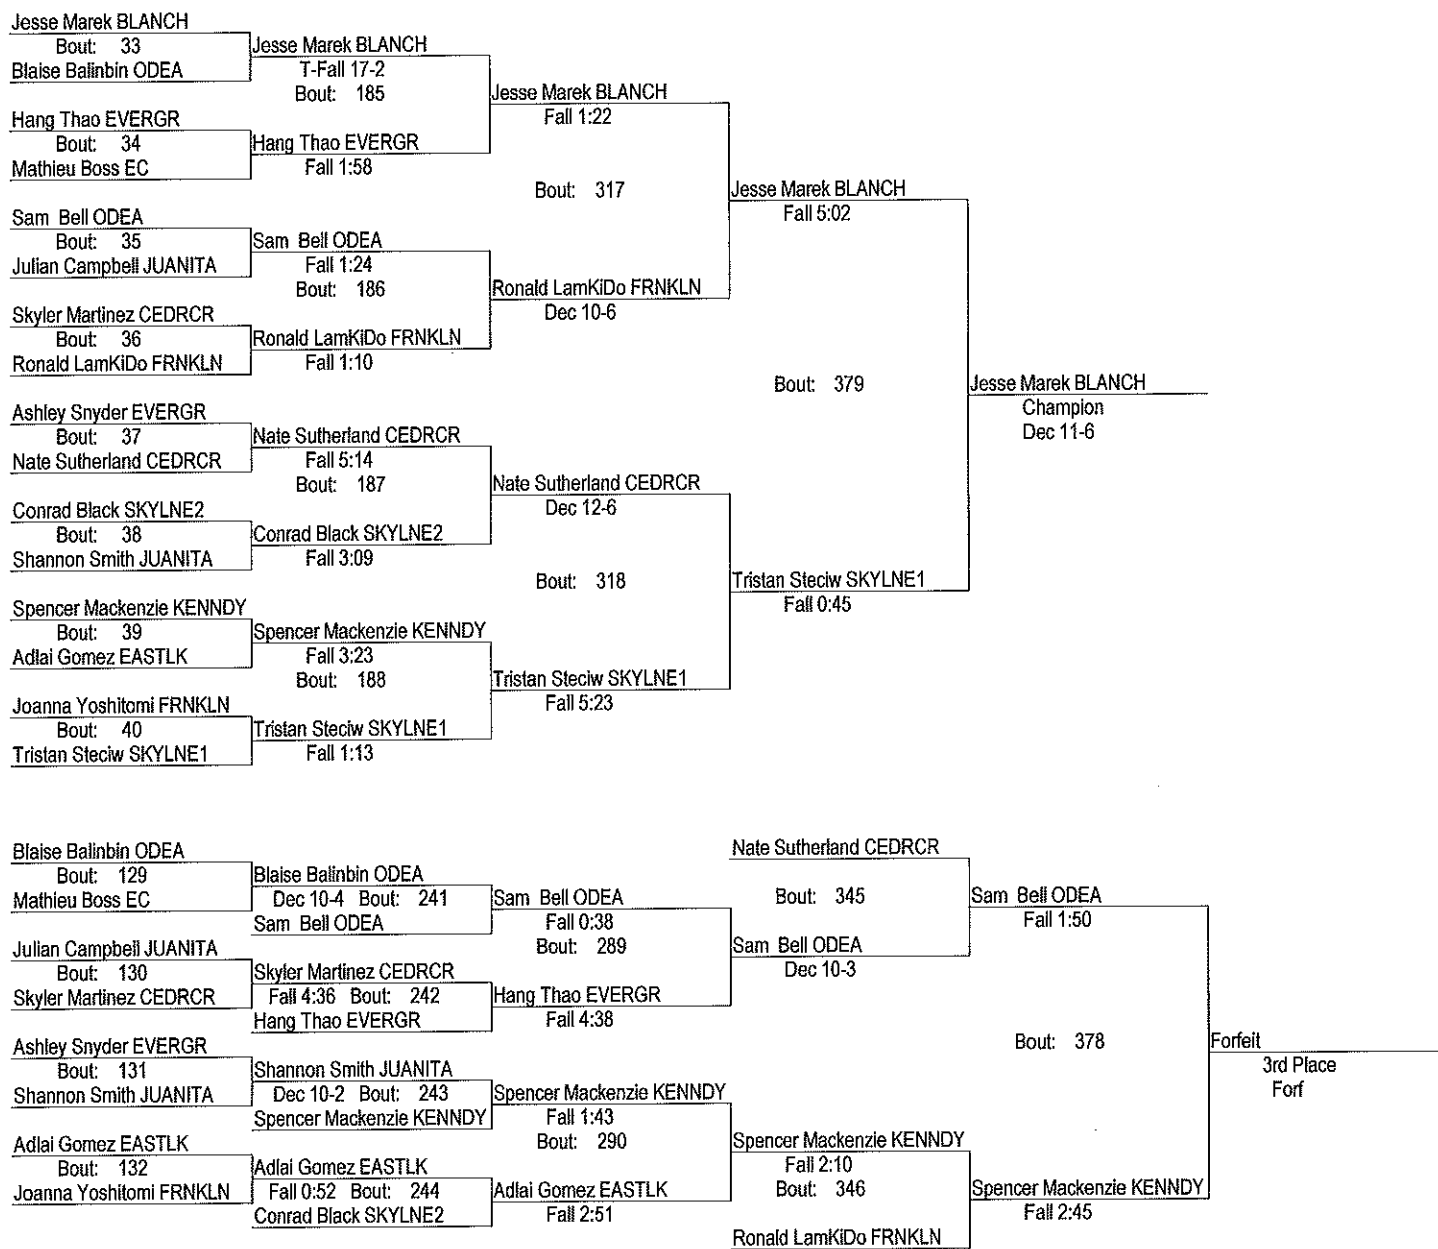 Jesse Marek BLANCH
Bout: 33
Blaise Balinbin ODEA
Hang Thao EVERGR
Bout: 34
Mathieu Boss EC
Sam Bell ODEA
Bout: 35
Julian Campbell JUANITA
Skyler Martinez CEDRCR
Bout: 36
Ronald LamKiDo FRNKLN
Ashley Snyder EVERGR
Bout: 37
Nate Sutherland CEDRCR
Conrad Black SKYLNE2
Bout: 38
Shannon Smith JUANITA
Spencer Mackenzie KENNDY
Bout: 39
Adlai Gomez EASTLK
Joanna Yoshitomi FRNKLN
Bout: 40
Tristan Steciw SKYLNE1
Jesse Marek BLANCH
T-Fall 17-2
Bout: 185
Hang Thao EVERGR
Fall 1:58
Sam Bell ODEA
Fall 1:24
Bout: 186
Ronald LamKiDo FRNKLN
Fall 1:10
Nate Sutherland CEDRCR
Fall 5:14
Bout: 187
Conrad Black SKYLNE2
Fall 3:09
Spencer Mackenzie KENNDY
Fall 3:23
Bout: 188
Tristan Steciw SKYLNE1
Fall 1:13
Jesse Marek BLANCH
Fall 1:22
Bout: 317
Ronald LamKiDo FRNKLN
Dec 10-6
Nate Sutherland CEDRCR
Dec 12-6
Bout: 318
Tristan Steciw SKYLNE1
Fall 5:23
Jesse Marek BLANCH
Fall 5:02
Bout: 379
Tristan Steciw SKYLNE1
Fall 0:45
Jesse Marek BLANCH
Champion
Dec 11-6
Blaise Balinbin ODEA
Bout: 129
Mathieu Boss EC
Julian Campbell JUANITA
Bout: 130
Skyler Martinez CEDRCR
Ashley Snyder EVERGR
Bout: 131
Shannon Smith JUANITA
Adlai Gomez EASTLK
Bout: 132
Joanna Yoshitomi FRNKLN
Blaise Balinbin ODEA
Dec 10-4 Bout: 241
Sam Bell ODEA
Skyler Martinez CEDRCR
Fall 4:36 Bout: 242
Hang Thao EVERGR
Shannon Smith JUANITA
Dec 10-2 Bout: 243
Spencer Mackenzie KENNDY
Adlai Gomez EASTLK
Fall 0:52 Bout: 244
Conrad Black SKYLNE2
Sam Bell ODEA
Fall 0:38
Bout: 289
Hang Thao EVERGR
Fall 4:38
Spencer Mackenzie KENNDY
Fall 1:43
Bout: 290
Adlai Gomez EASTLK
Fall 2:51
Nate Sutherland CEDRCR
Bout: 345
Sam Bell ODEA
Dec 10-3
Spencer Mackenzie KENNDY
Fall 2:10
Bout: 346
Ronald LamKiDo FRNKLN
Sam Bell ODEA
Fall 1:50
Bout: 378
Spencer Mackenzie KENNDY
Fall 2:45
Forfeit
3rd Place
Forf